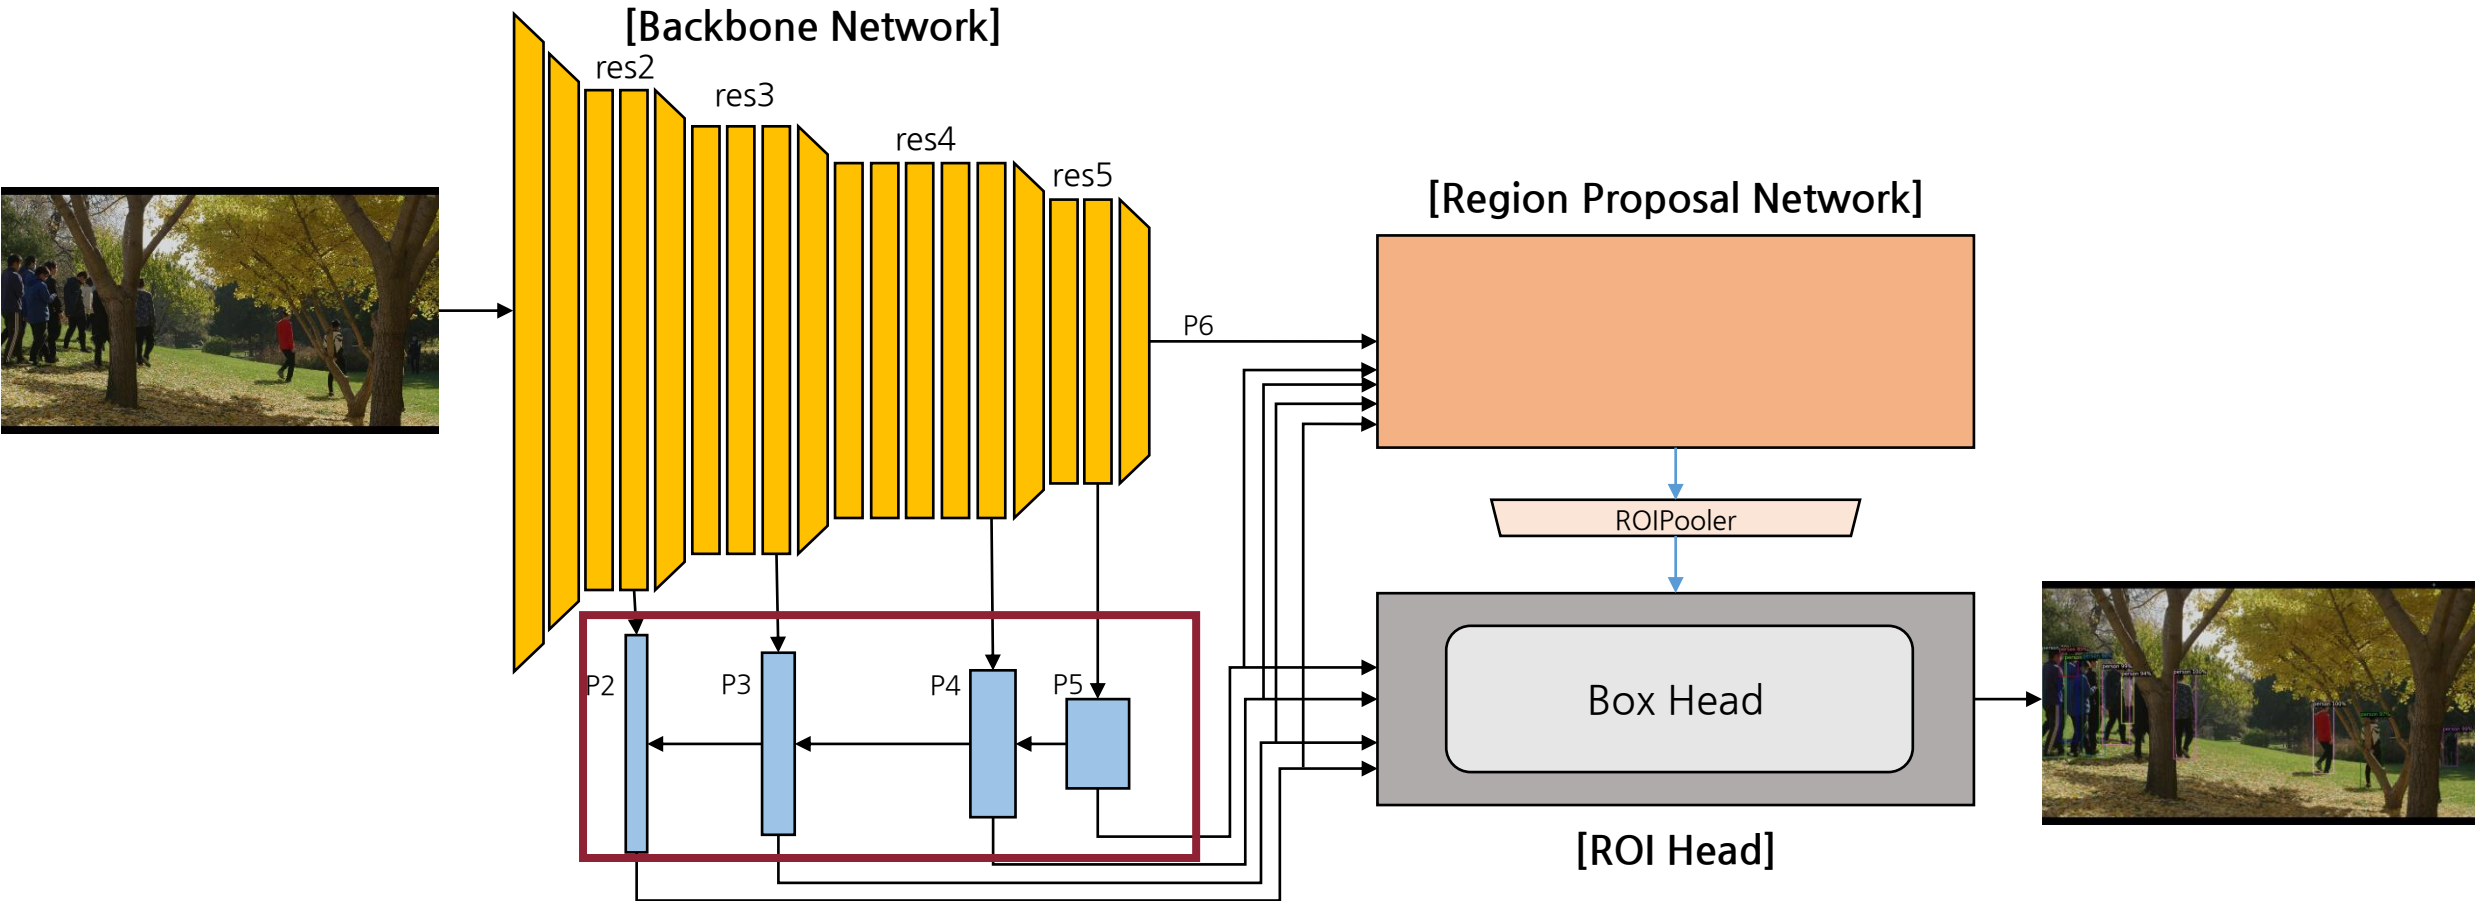 [Backbone Network]
res2
res3
res4
res5
[Region Proposal Network]
P6
ROIPooler
P2
P3
P4
P5
Box Head
[ROI Head]